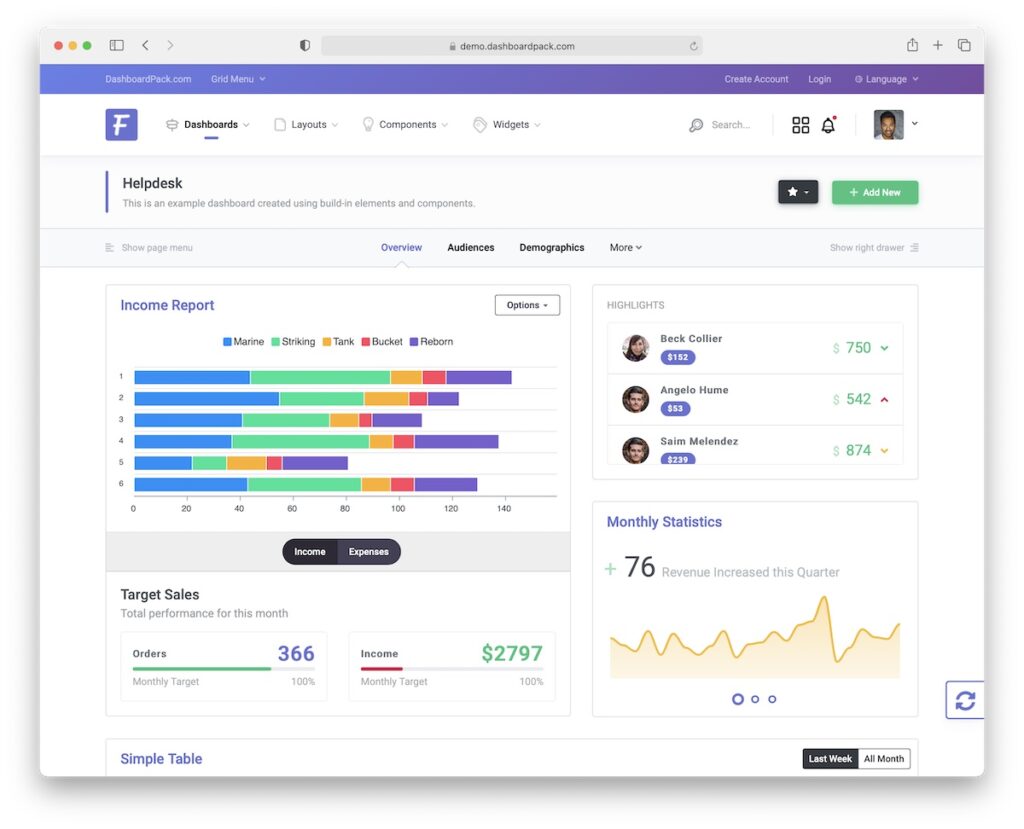 demo.dashboardpack.com
DashboardPack.com Grid Menu Create Account Login Language
F Dashboards Layouts Components Widgets Search...
Helpdesk
This is an example dashboard created using build-in elements and components.
+ Add New
Show page menu Overview Audiences Demographics More Show right drawer
Income Report Options
Marine Striking Tank Bucket Reborn
1
2
3
4
5
6
0 20 40 60 80 100 120 140
Income Expenses
Target Sales
Total performance for this month
Orders 366
Monthly Target 100%
Income $2797
Monthly Target 100%
HIGHLIGHTS
Beck Collier
$152
$ 750
Angelo Hume
$53
$ 542
Saim Melendez
$239
$ 874
Monthly Statistics
+ 76 Revenue Increased this Quarter
Simple Table Last Week All Month